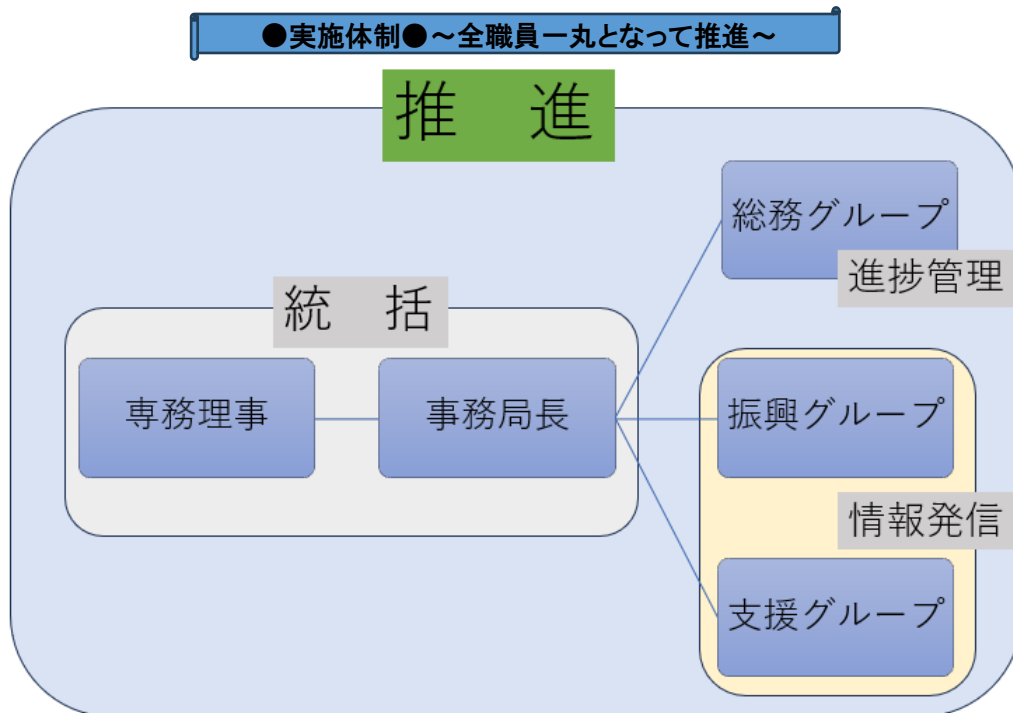 ●実施体制●~全職員一丸となって推進~
推　進
総務グループ
進捗管理
統　括
専務理事
事務局長
振興グループ
情報発信
支援グループ